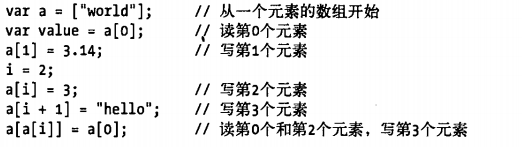 var a = ["world"];      // 从一个元素的数组开始
var value = a[0];       // 读第0个元素
a[1] = 3.14;            // 写第1个元素
i = 2;
a[i] = 3;               // 写第2个元素
a[i + 1] = "hello";     // 写第3个元素
a[a[i]] = a[0];         // 读第0个和第2个元素，写第3个元素